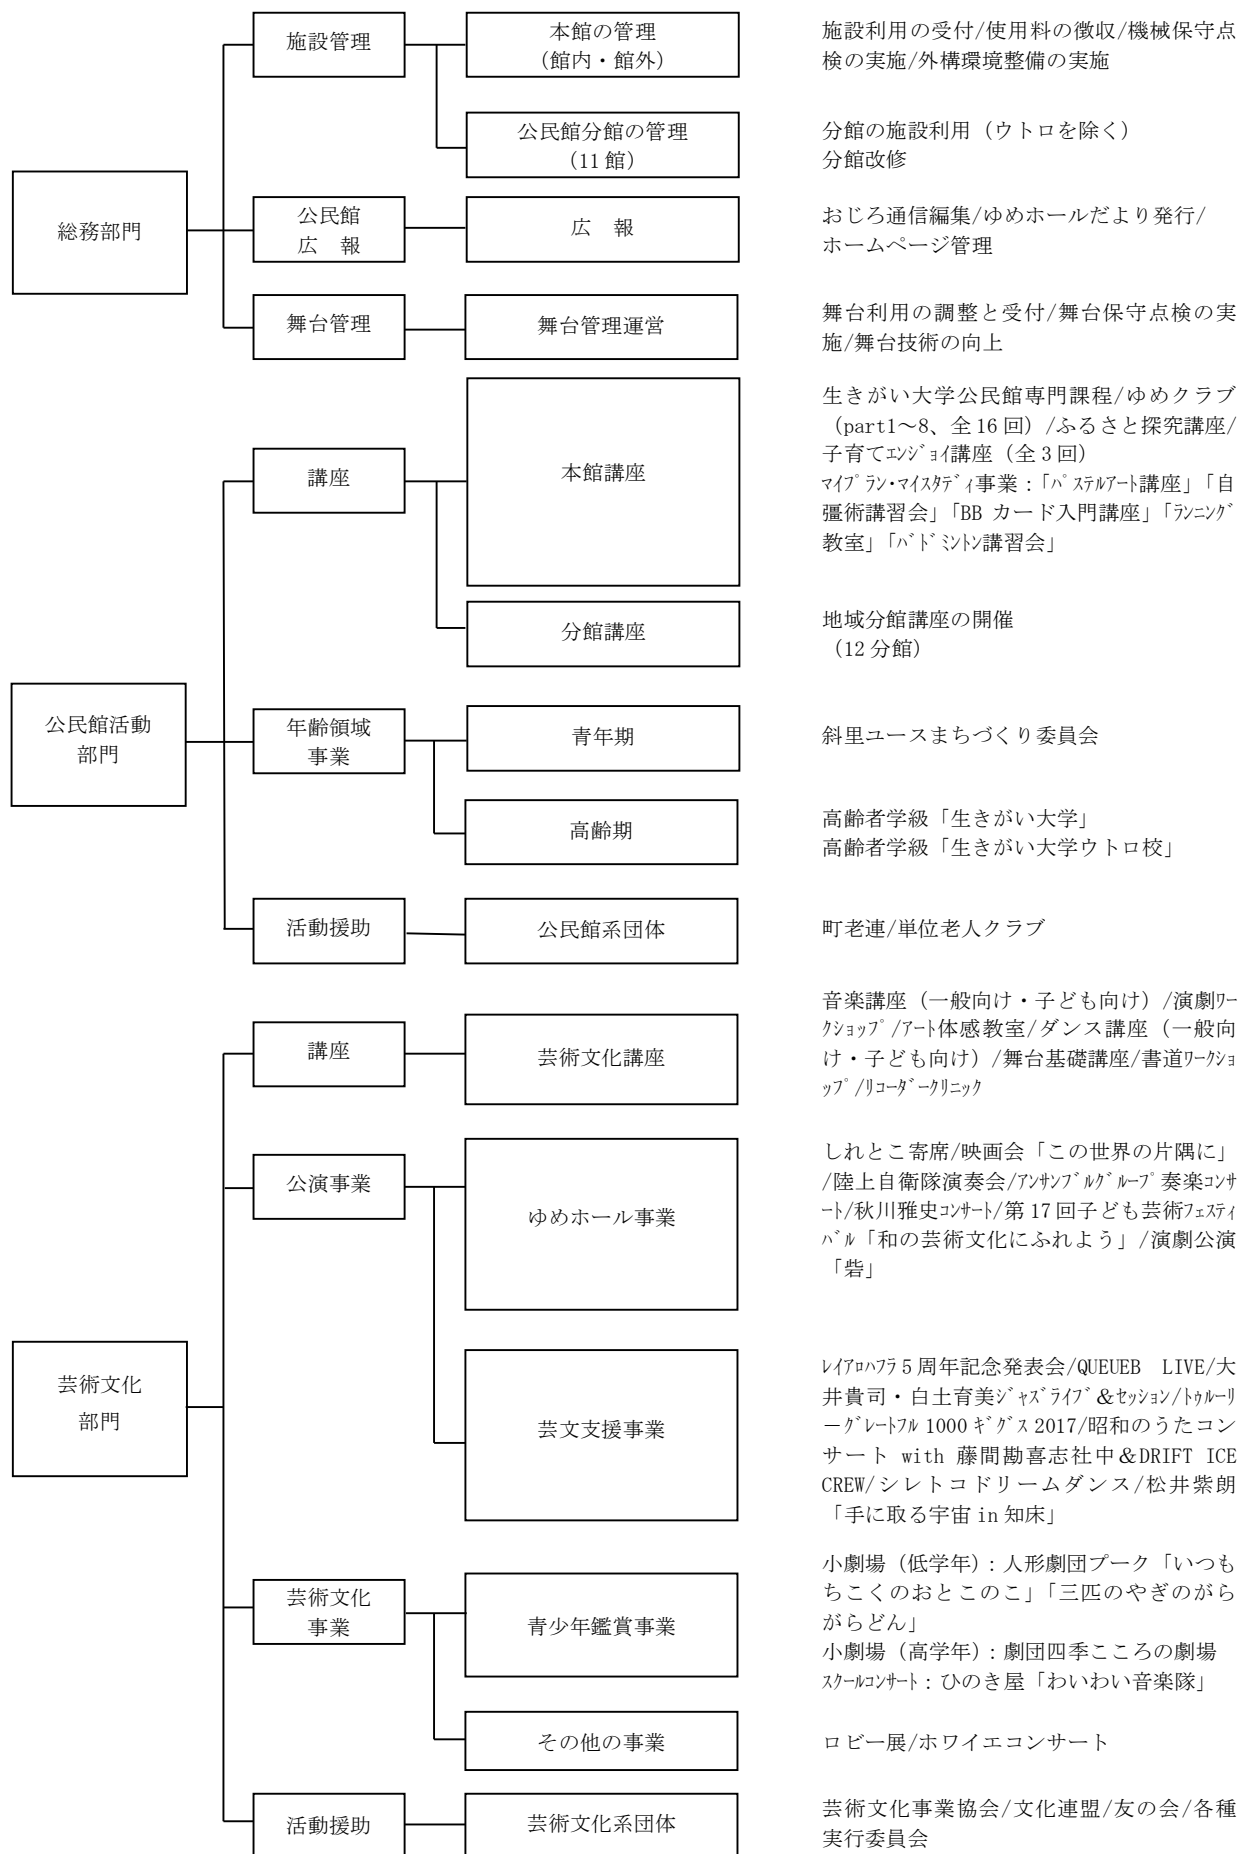 総務部門
施設管理
本館の管理
(館内・館外)
施設利用の受付/使用料の徴収/機械保守点
検の実施/外構環境整備の実施
公民館分館の管理
(11館)
分館の施設利用（ウトロを除く）
分館改修
公民館
広　報
広　報
おじろ通信編集/ゆめホールだより発行/
ホームページ管理
舞台管理
舞台管理運営
舞台利用の調整と受付/舞台保守点検の実
施/舞台技術の向上
公民館活動
部門
講座
本館講座
生きがい大学公民館専門課程/ゆめクラブ
（part1～8、全16回）/ふるさと探究講座/
子育てｴﾝｼﾞｮｲ講座（全3回）
ﾏｲﾌﾟﾗﾝ･ﾏｲｽﾀﾃﾞｨ事業：「ﾊﾟｽﾃﾙｱｰﾄ講座」「自
彊術講習会」「BB カード入門講座」「ﾗﾝﾆﾝｸﾞ
教室」「ﾊﾞﾄﾞﾐﾝﾄﾝ講習会」
分館講座
地域分館講座の開催
（12分館）
年齢領域
事業
青年期
斜里ユースまちづくり委員会
高齢期
高齢者学級「生きがい大学」
高齢者学級「生きがい大学ウトロ校」
活動援助
公民館系団体
町老連/単位老人クラブ
芸術文化
部門
講座
芸術文化講座
音楽講座（一般向け・子ども向け）/演劇ﾜｰ
ｸｼｮｯﾌﾟ/ｱｰﾄ体感教室/ダンス講座（一般向
け・子ども向け）/舞台基礎講座/書道ﾜｰｸｼｮ
ｯﾌﾟ/ﾘｺｰﾀﾞｰｸﾘﾆｯｸ
公演事業
ゆめホール事業
しれとこ寄席/映画会「この世界の片隅に」
/陸上自衛隊演奏会/ｱﾝｻﾝﾌﾞﾙｸﾞﾙｰﾌﾟ奏楽ｺﾝｻ
ｰﾄ/秋川雅史ｺﾝｻｰﾄ/第17回子ども芸術ﾌｪｽﾃｨ
ﾊﾞﾙ「和の芸術文化にふれよう」/演劇公演
「砦」
芸文支援事業
ﾚｲｱﾛﾊﾌﾗ5周年記念発表会/QUEUEB LIVE/大
井貴司・白土育美ｼﾞｬｽﾞﾗｲﾌﾞ&ｾｯｼｮﾝ/ﾄｩﾙｰﾘ
ーｸﾞﾚｰﾄﾌﾙ1000ｷﾞｸﾞｽ2017/昭和のうたコン
サート with 藤間勘喜志社中&DRIFT ICE
CREW/シレトコドリームダンス/松井紫朗
「手に取る宇宙in知床」
芸術文化
事業
青少年鑑賞事業
小劇場（低学年）：人形劇団プーク「いつも
ちこくのおとこのこ」「三匹のやぎのがら
がらどん」
小劇場（高学年）：劇団四季こころの劇場
ｽｸｰﾙｺﾝｻｰﾄ：ひのき屋「わいわい音楽隊」
その他の事業
ロビー展/ホワイエコンサート
活動援助
芸術文化系団体
芸術文化事業協会/文化連盟/友の会/各種
実行委員会